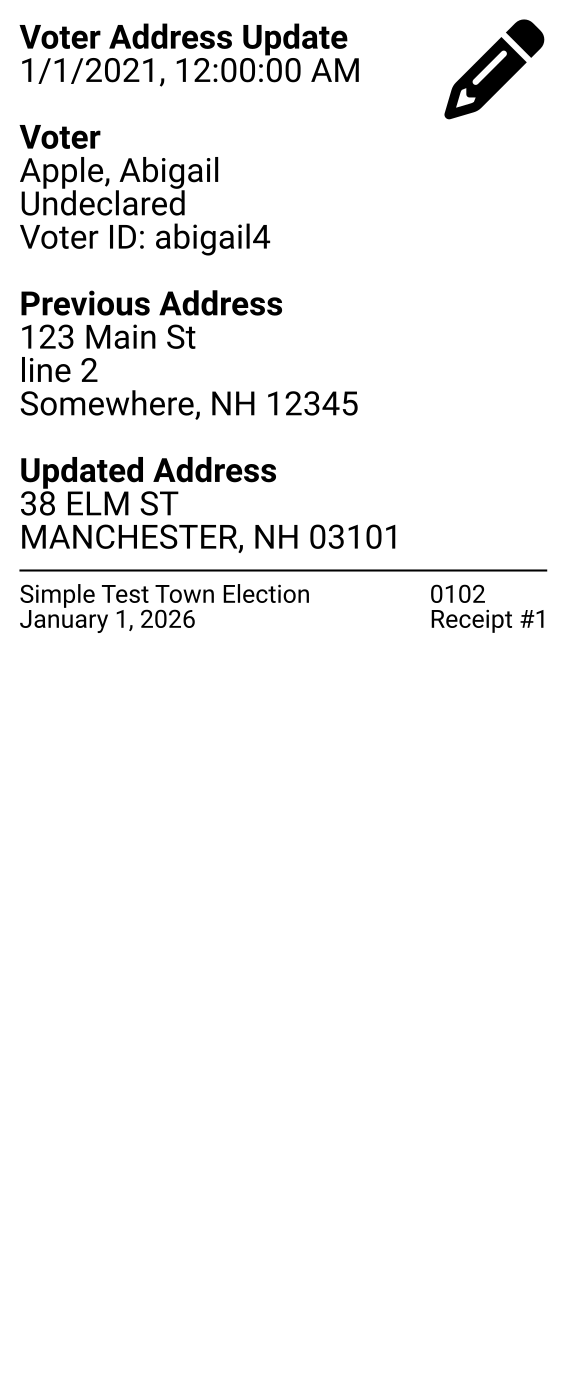 Voter Address Update
1/1/2021, 12:00:00 AM
Voter
Apple, Abigail
Undeclared
Voter ID: abigail4
Previous Address
123 Main St
line 2
Somewhere, NH 12345
Updated Address
38 ELM ST
MANCHESTER, NH 03101
Simple Test Town Election
January 1, 2026
0102
Receipt #1